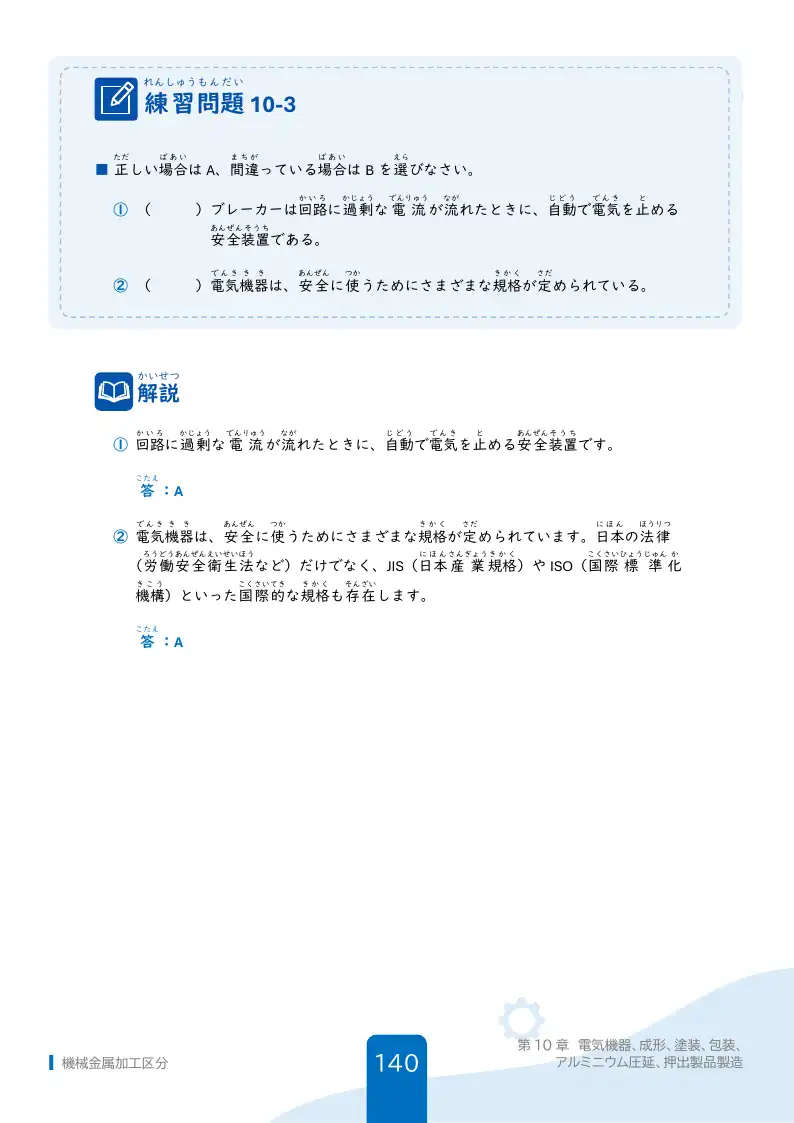 れんしゅうもんだい
練習問題 10-3
ただ ばあい まちが ばあい えら
■ 正しい場合は A、間違っている場合は B を選びなさい。
かいろ かじょう でんりゅう なが じどう でんき と
① （　　　）ブレーカーは回路に過剰な電流が流れたときに、自動で電気を止める
あんぜんそうち
安全装置である。
でんききき あんぜん つか きかく さだ
② （　　　）電気機器は、安全に使うためにさまざまな規格が定められている。
かいせつ
解説
かいろ かじょう でんりゅう なが じどう でんき と あんぜんそうち
① 回路に過剰な電流が流れたときに、自動で電気を止める安全装置です。
こたえ
答：A
でんききき あんぜん つか きかく さだ にほん ほうりつ
② 電気機器は、安全に使うためにさまざまな規格が定められています。日本の法律
ろうどうあんぜんえいせいほう にほんさんぎょうきかく こくさいひょうじゅんか
（労働安全衛生法など）だけでなく、JIS（日本産業規格）や ISO（国際標準化
きこう こくさいてき きかく そんざい
機構）といった国際的な規格も存在します。
こたえ
答：A
機械金属加工区分
140
第 10 章 電気機器、成形、塗装、包装、
アルミニウム圧延、押出製品製造